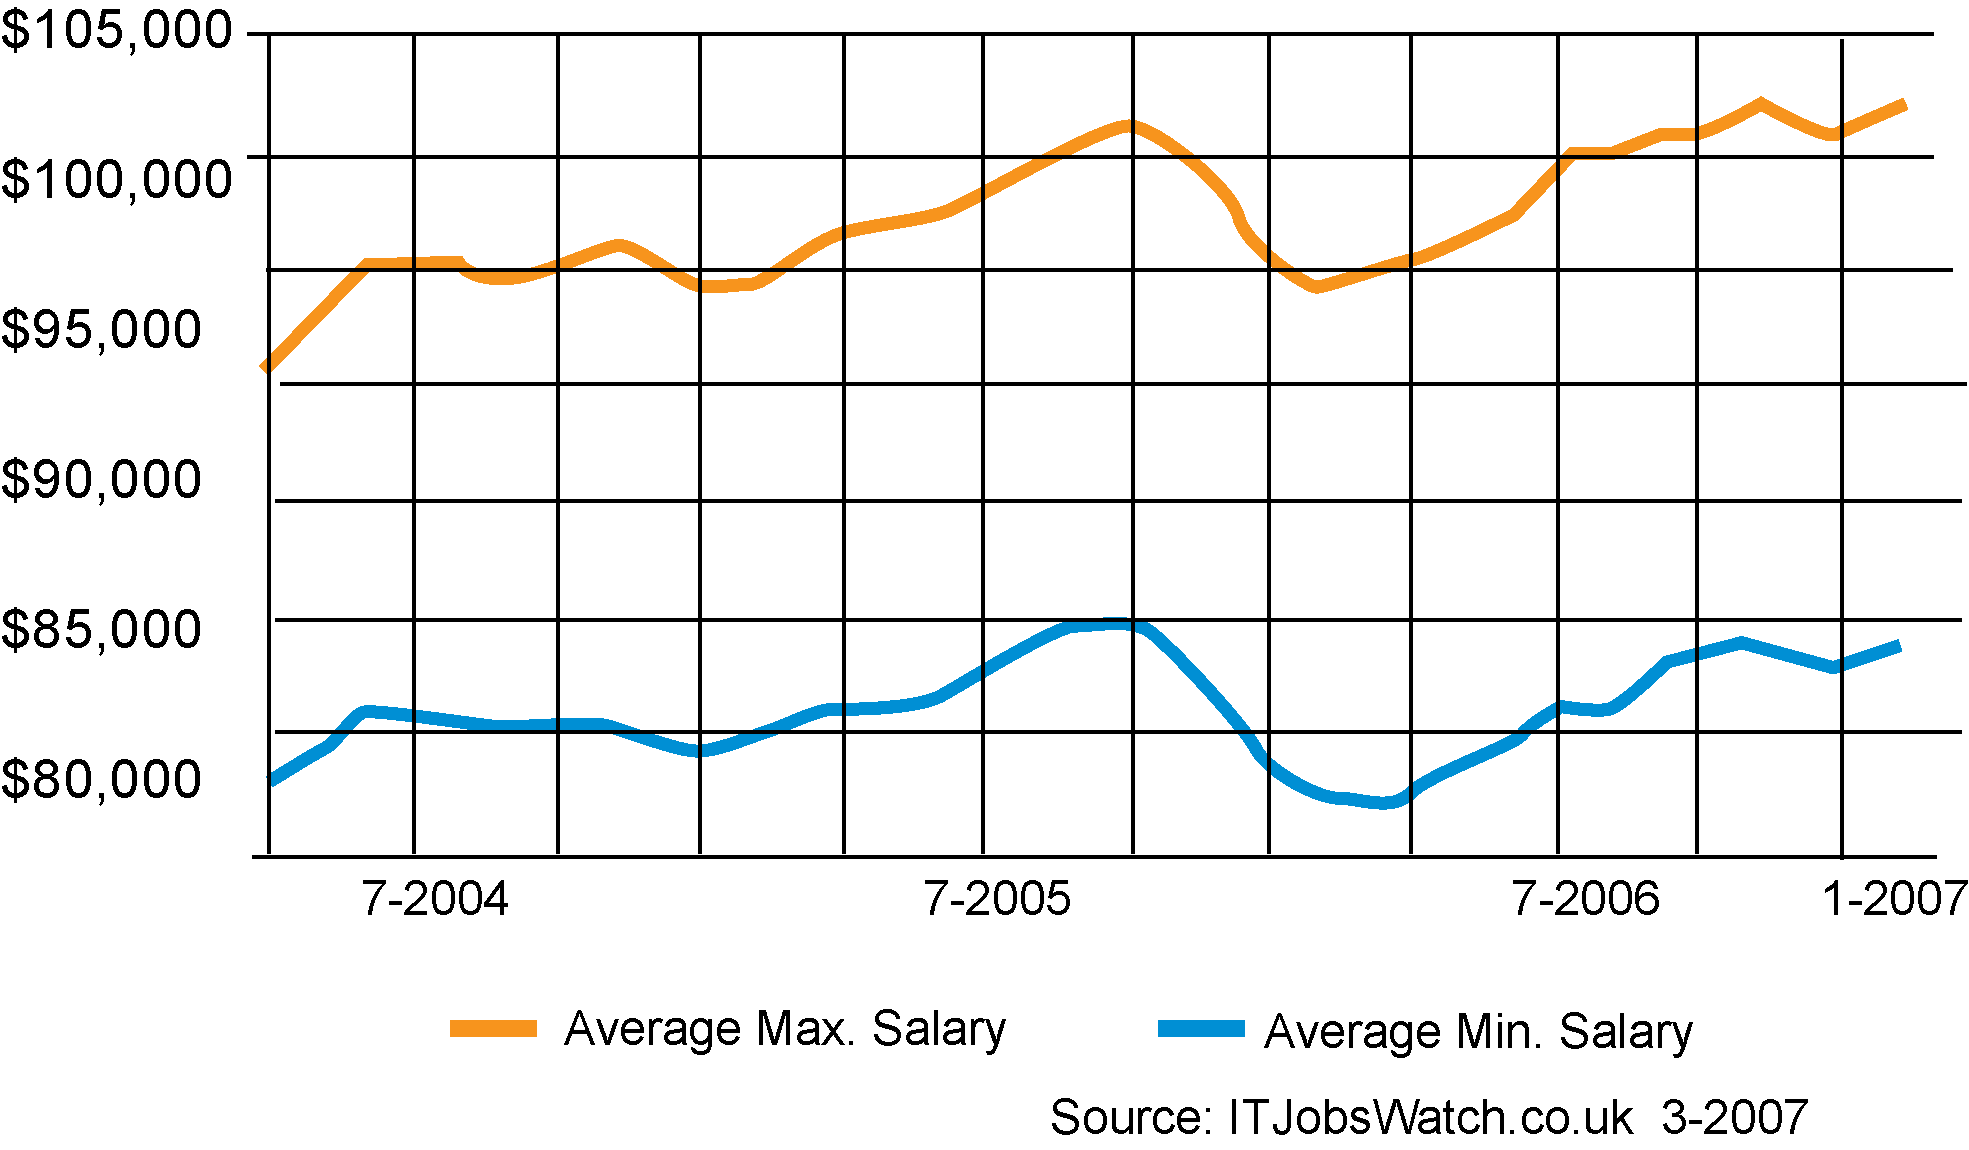 $105,000
$100,000
$95,000
$90,000
$85,000
$80,000
7-2004 7-2005 7-2006 1-2007
Average Max. Salary Average Min. Salary
Source: ITJobsWatch.co.uk 3-2007